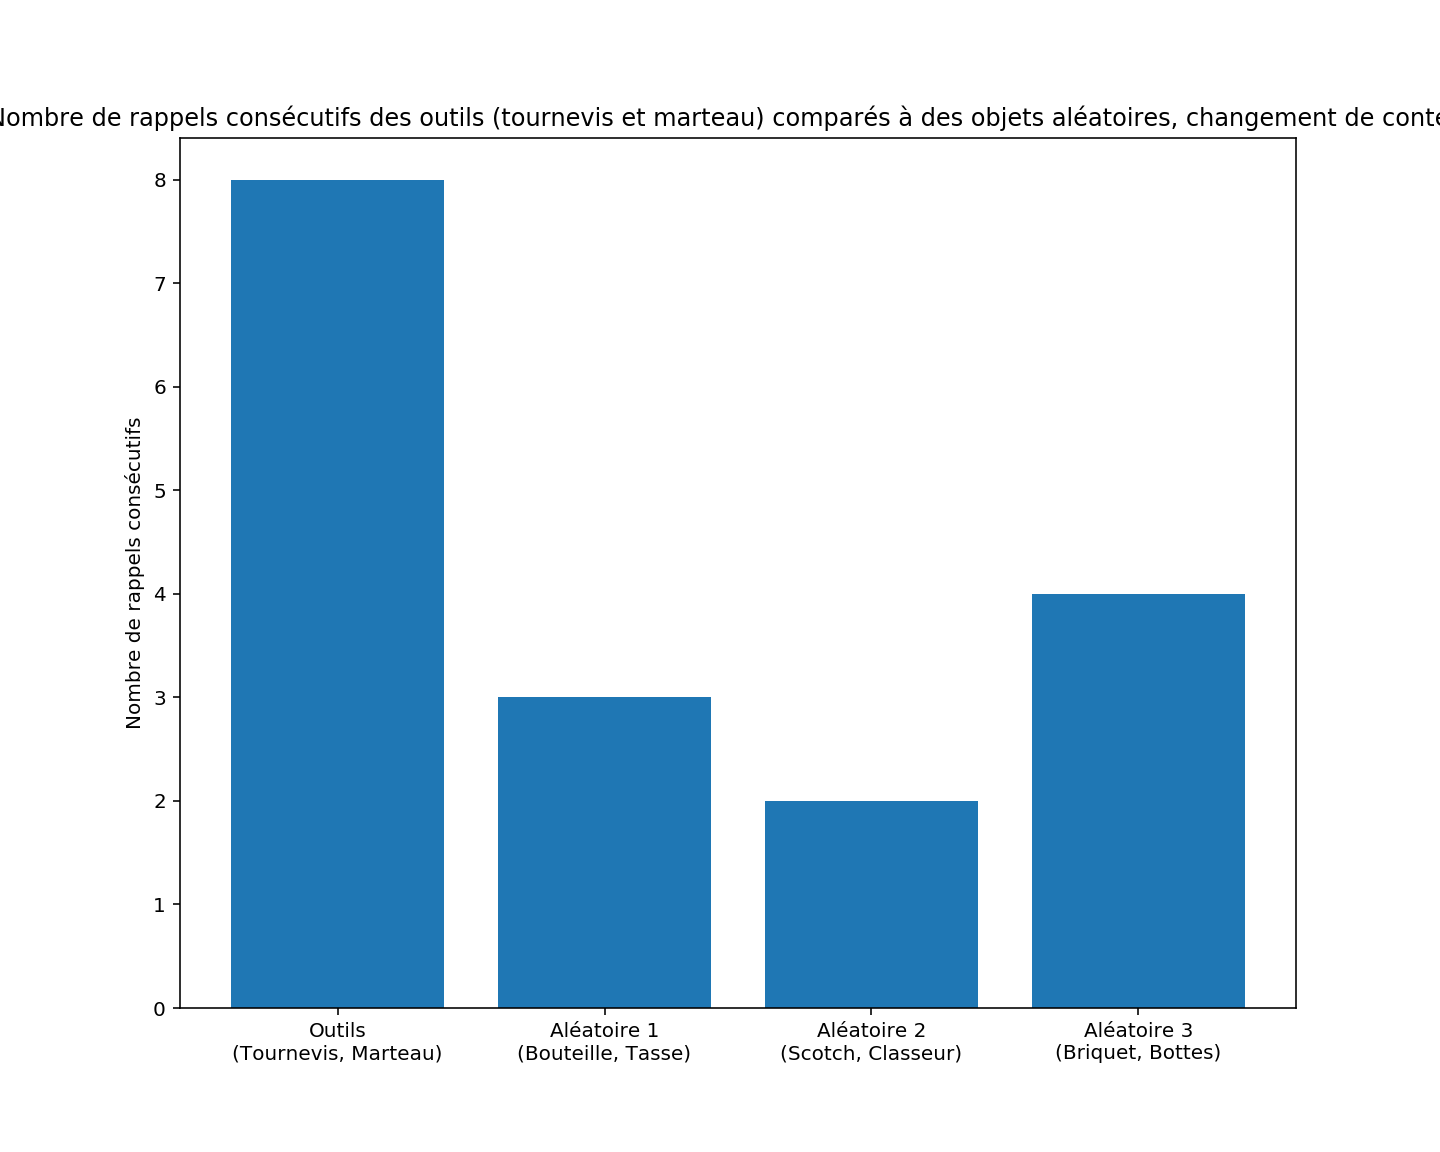 Nombre de rappels consécutifs des outils (tournevis et marteau) comparés à des objets aléatoires, changement de
8
7
6
5
4
3
2
1
0
Nombre de rappels consécutifs
Outils
(Tournevis, Marteau)
Aléatoire 1
(Bouteille, Tasse)
Aléatoire 2
(Scotch, Classeur)
Aléatoire 3
(Briquet, Bottes)